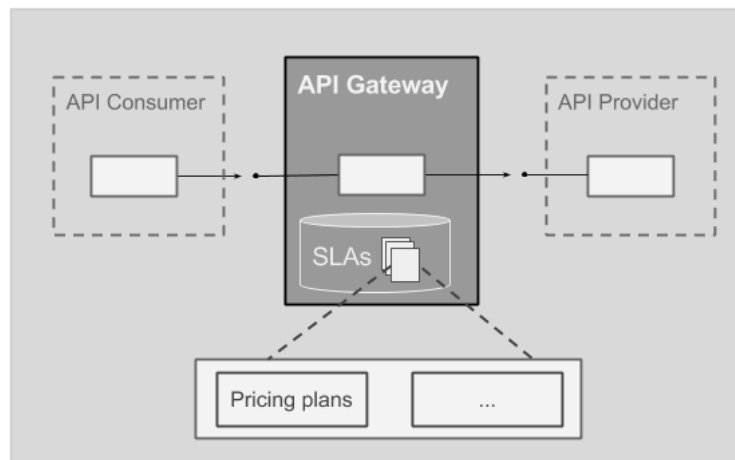 API Gateway
API Consumer
API Provider
SLAs
Pricing plans
...